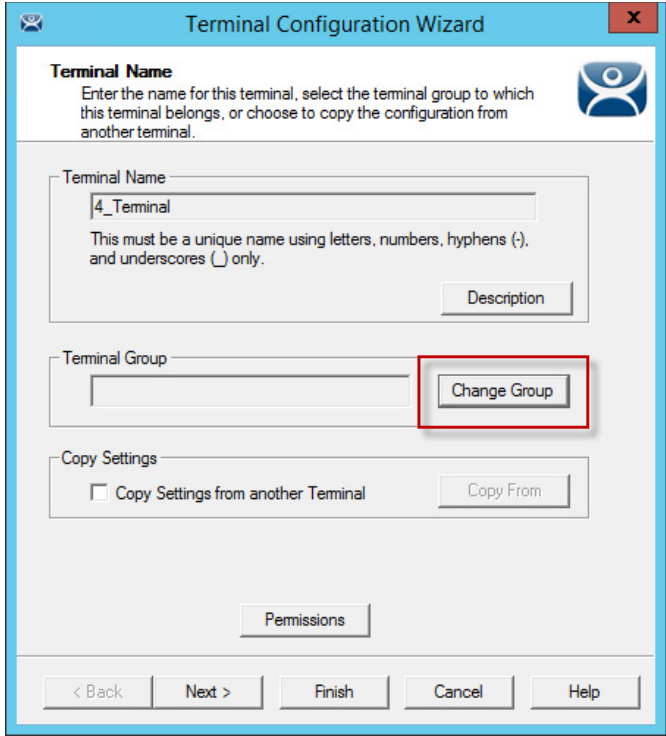 Terminal Configuration Wizard
x
Terminal Name
Enter the name for this terminal, select the terminal group to which
this terminal belongs, or choose to copy the configuration from
another terminal.
Terminal Name
4_Terminal
This must be a unique name using letters, numbers, hyphens (-),
and underscores (_) only.
Description
Terminal Group
Change Group
Copy Settings
Copy Settings from another Terminal
Copy From
Permissions
< Back
Next >
Finish
Cancel
Help